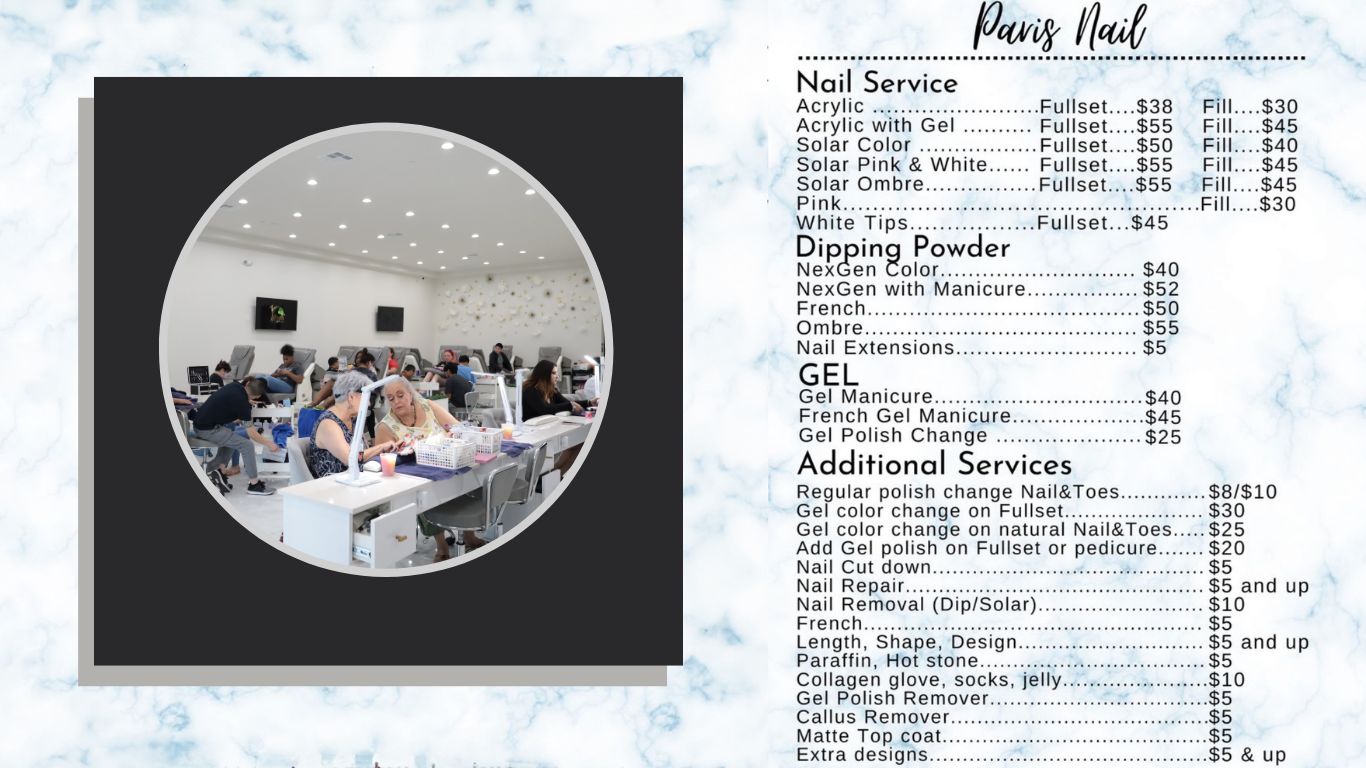 Paris Nail
Nail Service
Acrylic ........................Fullset....$38 Fill....$30
Acrylic with Gel .......... Fullset....$55 Fill....$45
Solar Color .................Fullset....$50 Fill....$40
Solar Pink & White...... Fullset....$55 Fill....$45
Solar Ombre................Fullset....$55 Fill....$45
Pink....................................................Fill....$30
White Tips..................Fullset...$45
Dipping Powder
NexGen Color............................ $40
NexGen with Manicure................$52
French.......................................$50
Ombre....................................... $55
Nail Extensions.......................... $5
GEL
Gel Manicure..............................$40
French Gel Manicure...................$45
Gel Polish Change ......................$25
Additional Services
Regular polish change Nail&Toes.............$8/$10
Gel color change on Fullset.................... $30
Gel color change on natural Nail&Toes..... $25
Add Gel polish on Fullset or pedicure....... $20
Nail Cut down........................................ $5
Nail Repair............................................ $5 and up
Nail Removal (Dip/Solar)........................ $10
French.................................................. $5
Length, Shape, Design........................... $5 and up
Paraffin, Hot stone.................................$5
Collagen glove, socks, jelly.....................$10
Gel Polish Remover................................$5
Callus Remover......................................$5
Matte Top coat.......................................$5
Extra designs.........................................$5 & up